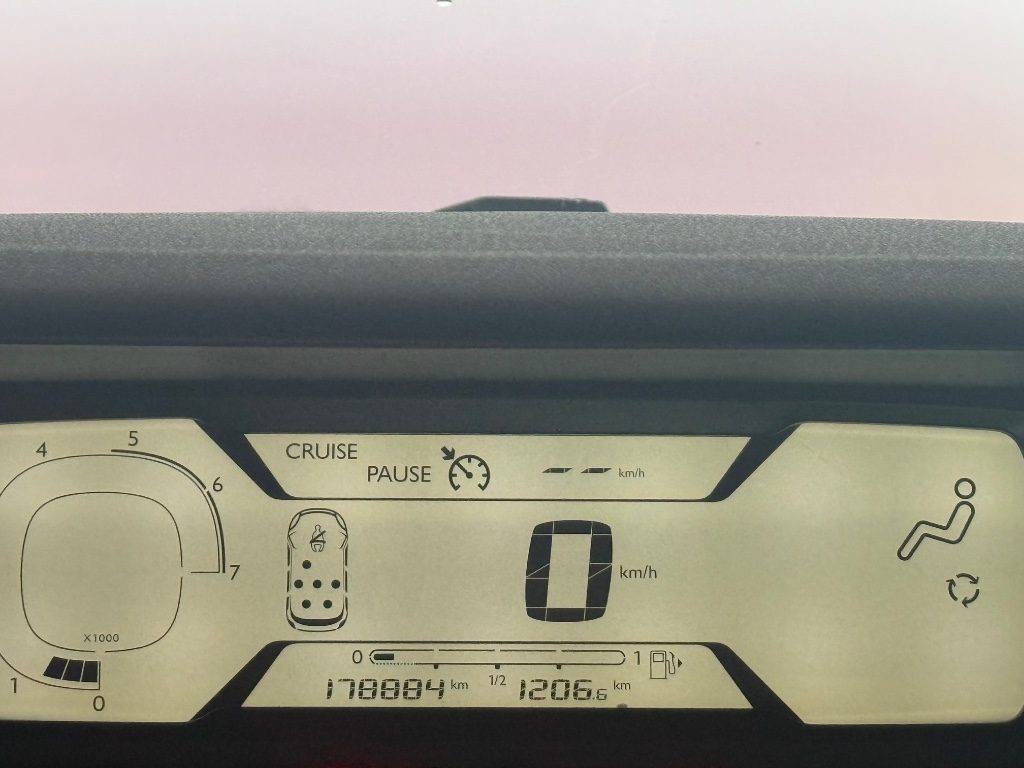 4 5 6 7
CRUISE
PAUSE -- km/h
0 km/h
X1000
1 0
0 1/2 1
178884 km 1206.6 km